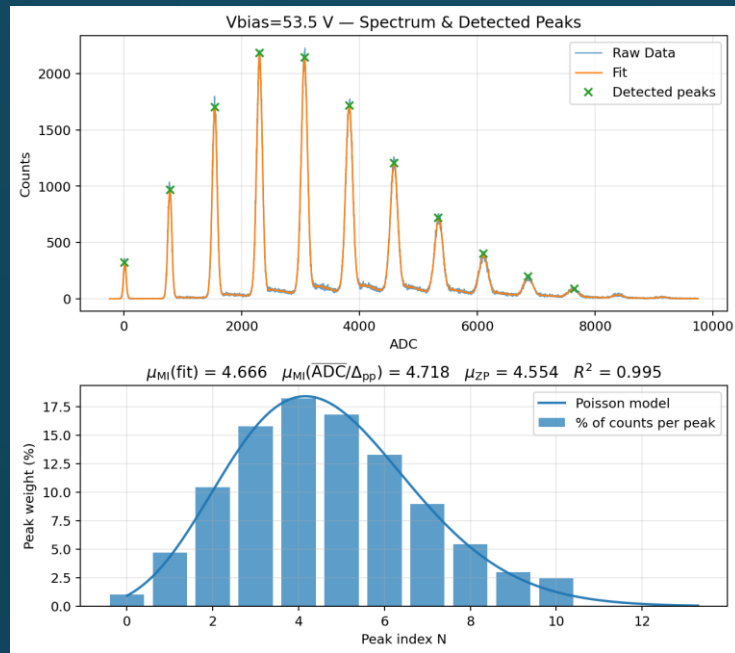 Vbias=53.5 V — Spectrum & Detected Peaks
Counts
2000
1500
1000
500
0
Raw Data
Fit
Detected peaks
0 2000 4000 6000 8000 10000
ADC
μMI(fit) = 4.666 μMI(A̅D̅C̅/Δpp) = 4.718 μZP = 4.554 R² = 0.995
Peak weight (%)
17.5
15.0
12.5
10.0
7.5
5.0
2.5
0.0
Poisson model
% of counts per peak
0 2 4 6 8 10 12
Peak index N